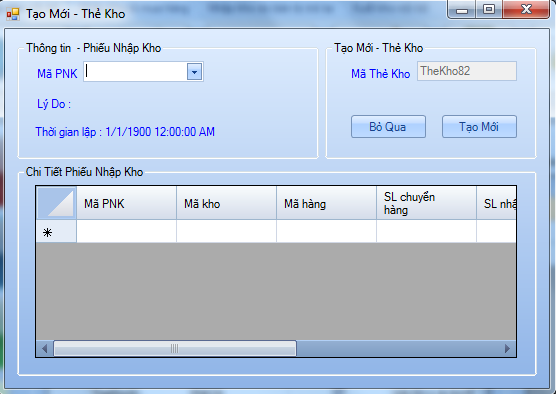 Tạo Mới - Thẻ Kho
Thông tin - Phiếu Nhập Kho
Mã PNK
Lý Do :
Thời gian lập : 1/1/1900 12:00:00 AM
Tạo Mới - Thẻ Kho
Mã Thẻ Kho TheKho82
Bỏ Qua Tạo Mới
Chi Tiết Phiếu Nhập Kho
Mã PNK Mã kho Mã hàng SL chuyển SL
hàng